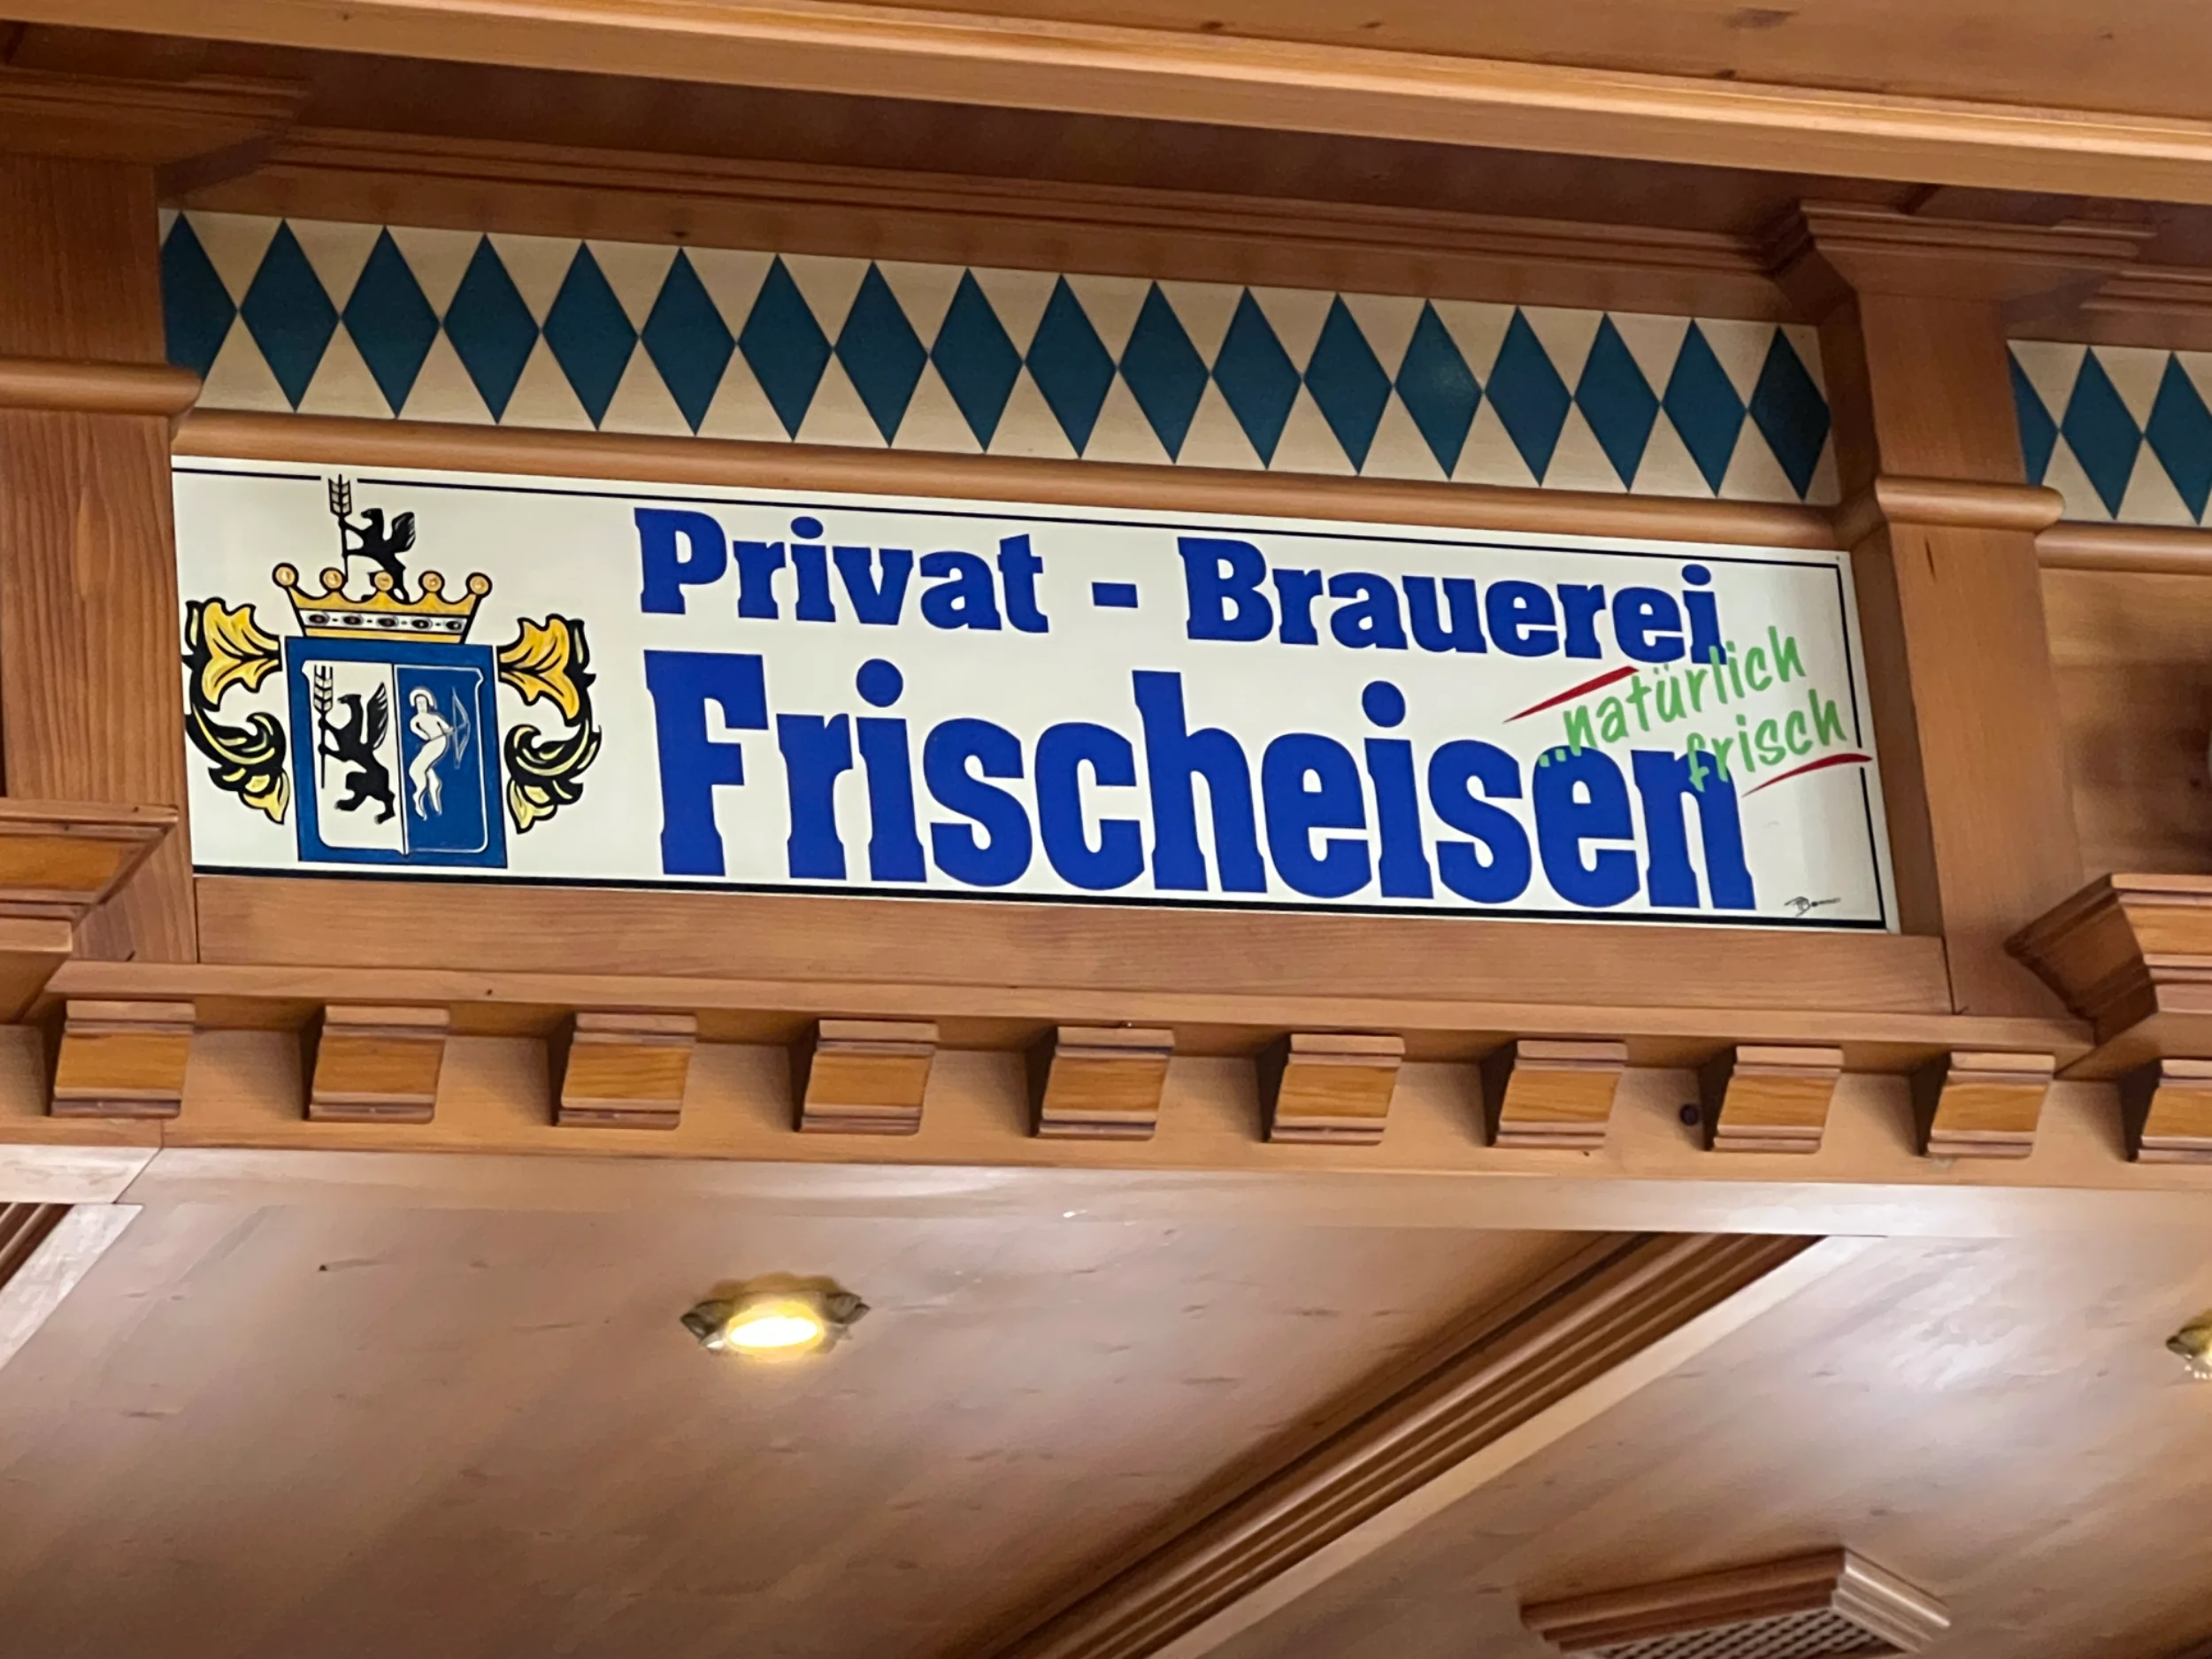 Privat - Brauerei
Frischeisen
...natürlich
frisch